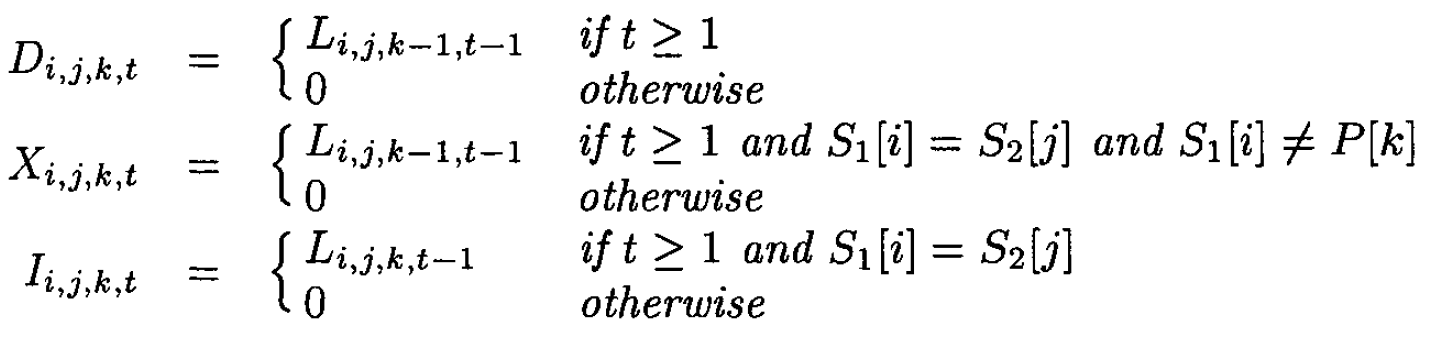 D_{i,j,k,t} = { L_{i,j,k−1,t−1} if t ≥ 1
0 otherwise
X_{i,j,k,t} = { L_{i,j,k−1,t−1} if t ≥ 1 and S_1[i] = S_2[j] and S_1[i] ≠ P[k]
0 otherwise
I_{i,j,k,t} = { L_{i,j,k,t−1} if t ≥ 1 and S_1[i] = S_2[j]
0 otherwise